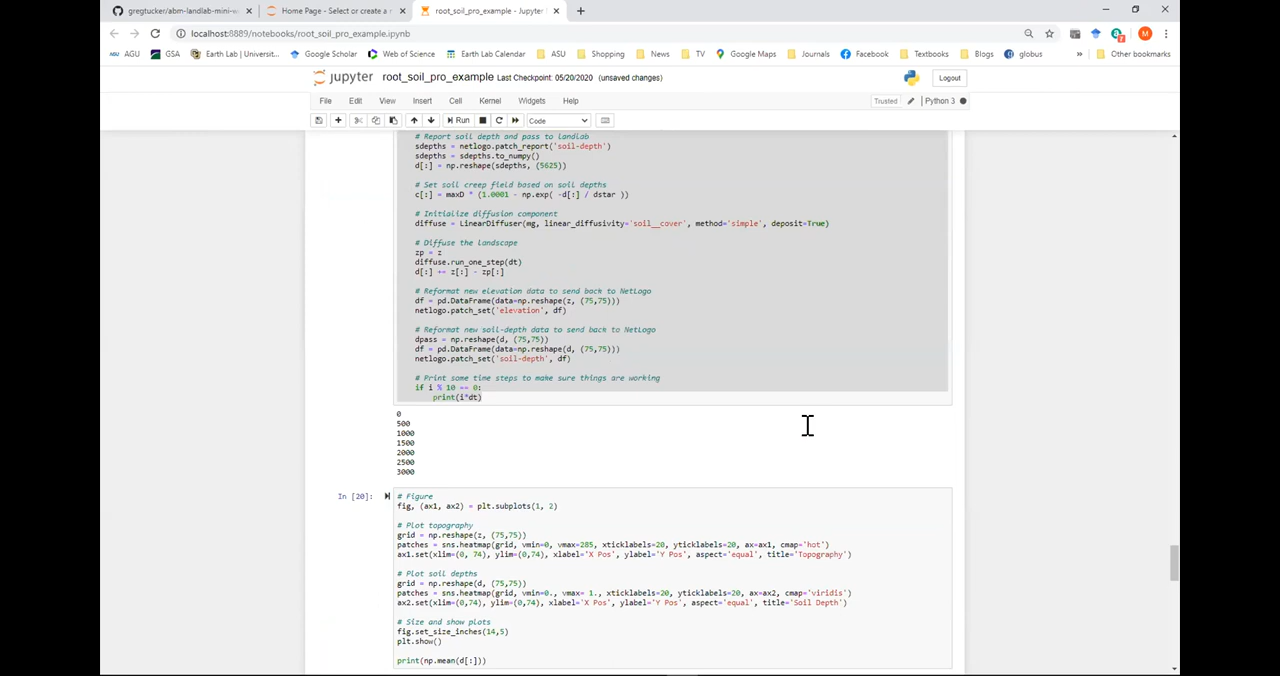 gregtucker/abm-landlab-mini-w
Home Page - Select or create a n
root_soil_pro_example - Jupyter
localhost:8889/notebooks/root_soil_pro_example.ipynb
AGU
GSA
Earth Lab | Universit...
Google Scholar
Web of Science
Earth Lab Calendar
ASU
Shopping
News
TV
Google Maps
Journals
Facebook
Textbooks
Blogs
globus
»
Other bookmarks
jupyter root_soil_pro_example Last Checkpoint: 05/20/2020 (unsaved changes)
Logout
File Edit View Insert Cell Kernel Widgets Help
Trusted
Python 3
Run
Code
# Report soil depth and pass to landlab
sdepths = netlogo.patch_report('soil-depth')
sdepths = sdepths.to_numpy()
d[:] = np.reshape(sdepths, (5625))
# Set soil creep field based on soil depths
c[:] = maxD * (1.0001 - np.exp( -d[:] / dstar ))
# Initialize diffusion component
diffuse = LinearDiffuser(mg, linear_diffusivity='soil__cover', method='simple', deposit=True)
# Diffuse the landscape
zp = z
diffuse.run_one_step(dt)
d[:] += z[:] - zp[:]
# Reformat new elevation data to send back to NetLogo
df = pd.DataFrame(data=np.reshape(z, (75,75)))
netlogo.patch_set('elevation', df)
# Reformat new soil-depth data to send back to NetLogo
dpass = np.reshape(d, (75,75))
df = pd.DataFrame(data=np.reshape(d, (75,75)))
netlogo.patch_set('soil-depth', df)
# Print some time steps to make sure things are working
if i % 10 == 0:
print(i*dt)
0
500
1000
1500
2000
2500
3000
In [20]:
# Figure
fig, (ax1, ax2) = plt.subplots(1, 2)
# Plot topography
grid = np.reshape(z, (75,75))
patches = sns.heatmap(grid, vmin=0, vmax=285, xticklabels=20, yticklabels=20, ax=ax1, cmap='hot')
ax1.set(xlim=(0, 74), ylim=(0,74), xlabel='X Pos', ylabel='Y Pos', aspect='equal', title='Topography')
# Plot soil depths
grid = np.reshape(d, (75,75))
patches = sns.heatmap(grid, vmin=0., vmax= 1., xticklabels=20, yticklabels=20, ax=ax2, cmap='viridis')
ax2.set(xlim=(0,74), ylim=(0,74), xlabel='X Pos', ylabel='Y Pos', aspect='equal', title='Soil Depth')
# Size and show plots
fig.set_size_inches(14,5)
plt.show()
print(np.mean(d[:]))